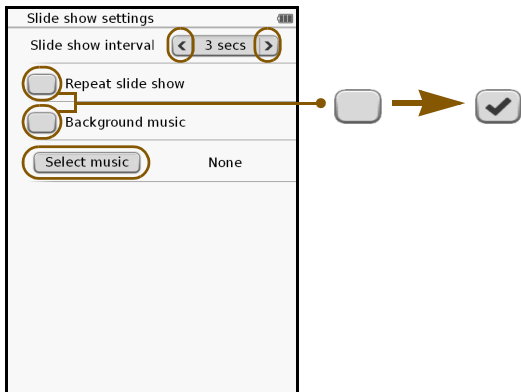 Slide show settings
Slide show interval < 3 secs >
Repeat slide show
Background music
Select music None